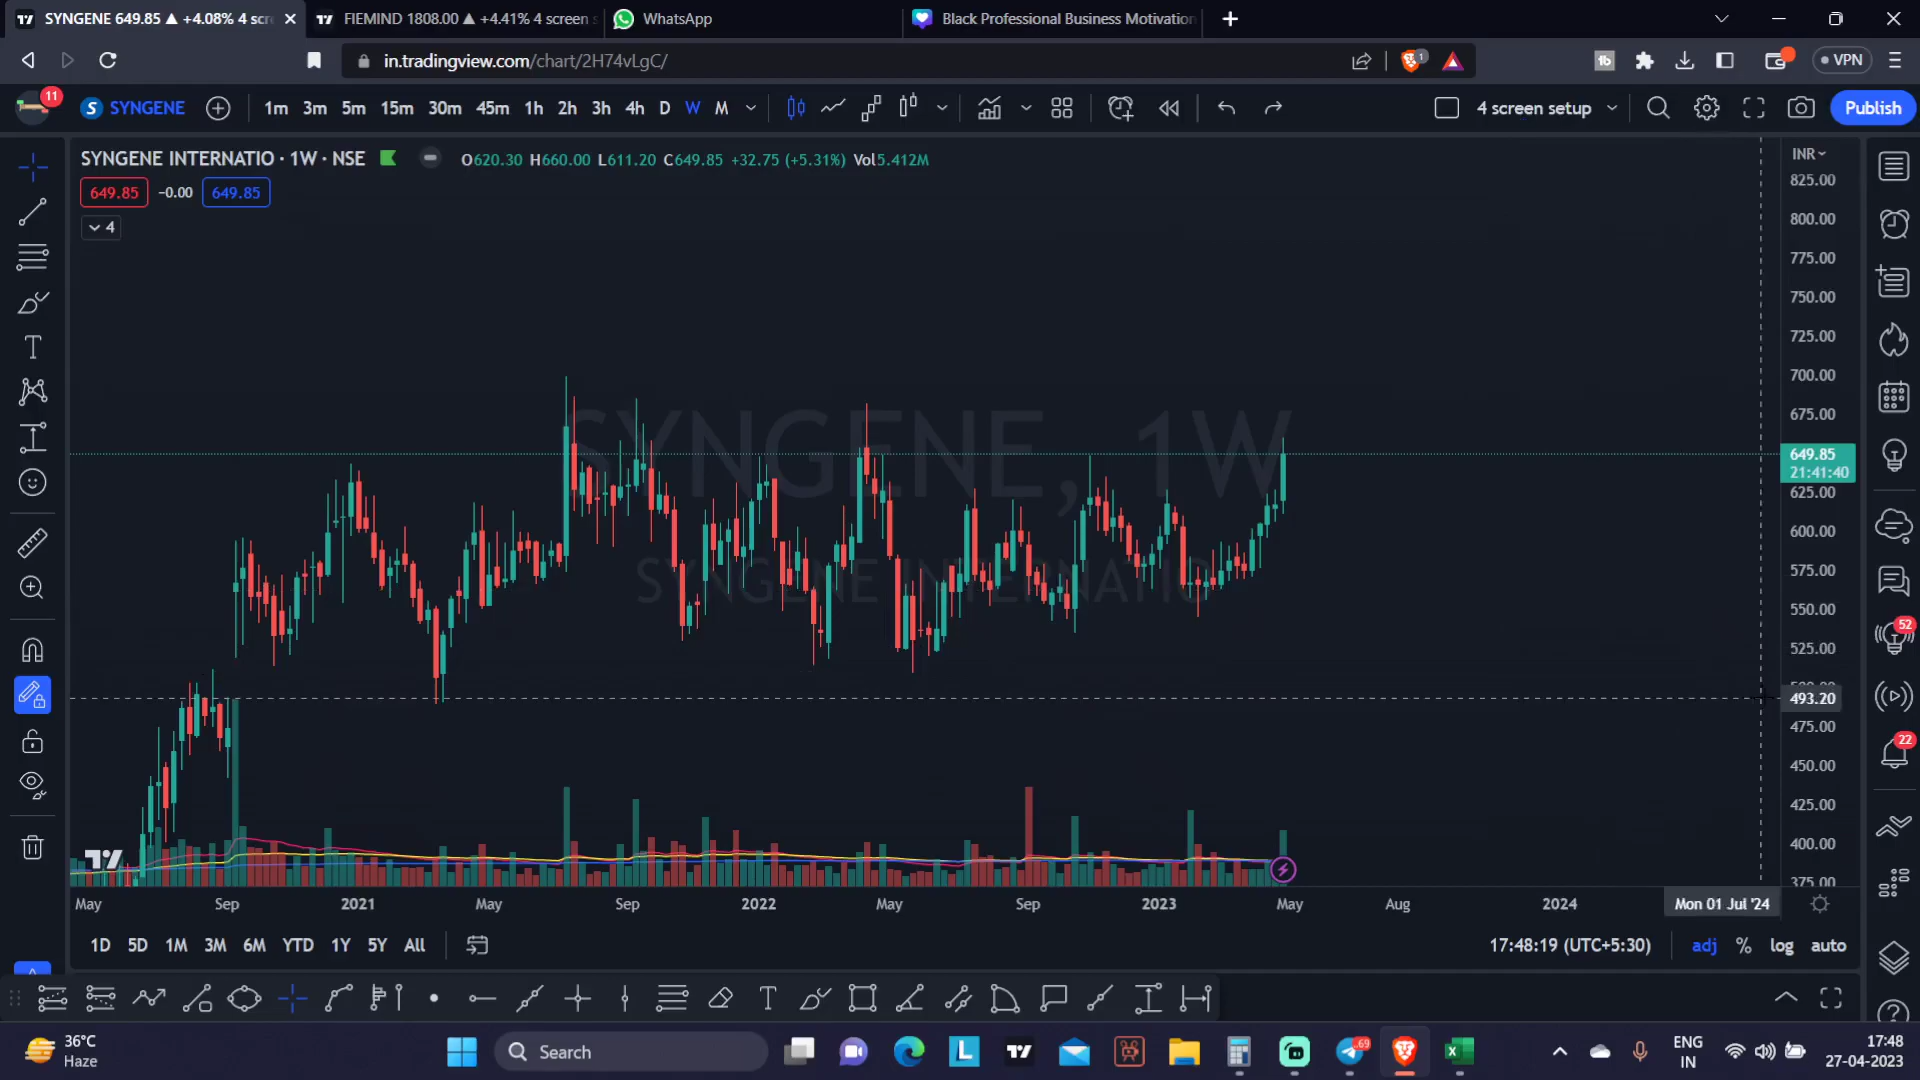 SYNGENE 649.85 ▲ +4.08% 4 scr
FIEMIND 1808.00 ▲ +4.41% 4 screen s
WhatsApp
Black Professional Business Motivation
in.tradingview.com/chart/2H74vLgC/
1
VPN
11
S SYNGENE
1m 3m 5m 15m 30m 45m 1h 2h 3h 4h D W M
4 screen setup
Publish
SYNGENE INTERNATIO · 1W · NSE
O620.30 H660.00 L611.20 C649.85 +32.75 (+5.31%) Vol5.412M
INR
649.85 −0.00 649.85
4
825.00
800.00
775.00
750.00
725.00
700.00
675.00
649.85
21:41:40
625.00
600.00
575.00
550.00
525.00
493.20
475.00
450.00
425.00
400.00
375.00
SYNGENE, 1W
SYNGENE INTERNATIO
52
22
May Sep 2021 May Sep 2022 May Sep 2023 May Aug 2024 Mon 01 Jul '24
1D 5D 1M 3M 6M YTD 1Y 5Y All
17:48:19 (UTC+5:30) adj % log auto
36°C
Haze
Search
69
ENG
IN
17:48
27-04-2023